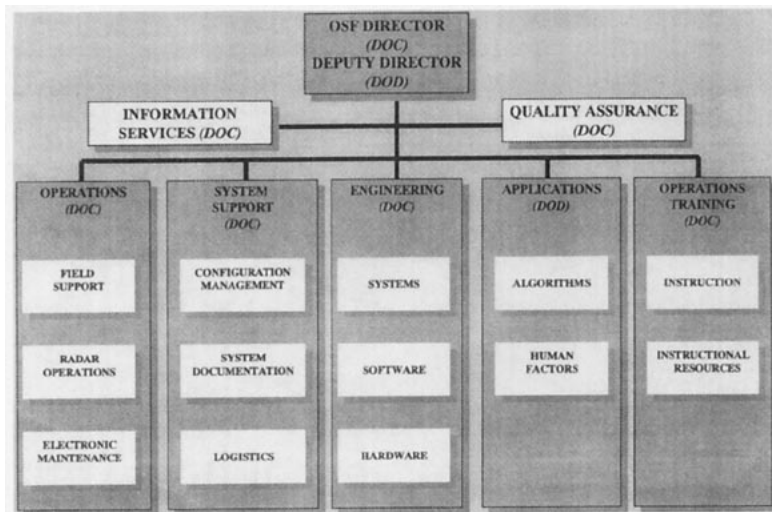 OSF DIRECTOR
(DOC)
DEPUTY DIRECTOR
(DOD)
INFORMATION
SERVICES (DOC)
QUALITY ASSURANCE
(DOC)
OPERATIONS
(DOC)
FIELD
SUPPORT
RADAR
OPERATIONS
ELECTRONIC
MAINTENANCE
SYSTEM
SUPPORT
(DOC)
CONFIGURATION
MANAGEMENT
SYSTEM
DOCUMENTATION
LOGISTICS
ENGINEERING
(DOC)
SYSTEMS
SOFTWARE
HARDWARE
APPLICATIONS
(DOD)
ALGORITHMS
HUMAN
FACTORS
OPERATIONS
TRAINING
(DOC)
INSTRUCTION
INSTRUCTIONAL
RESOURCES